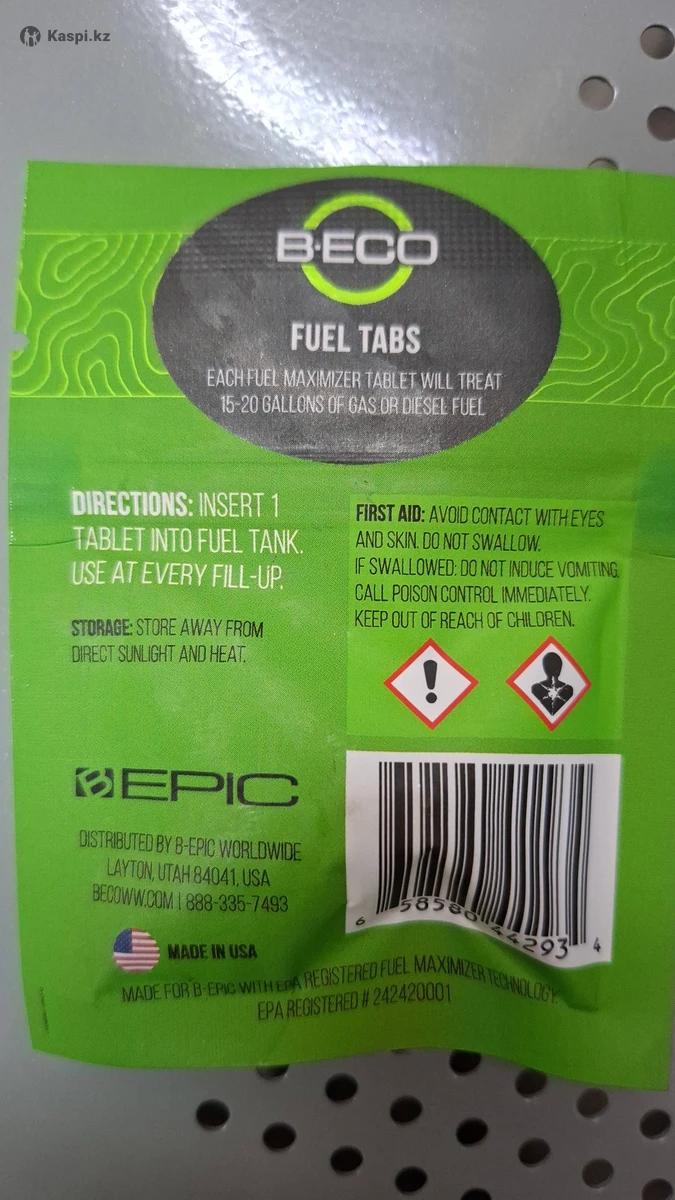 Kaspi.kz
B·ECO
FUEL TABS
EACH FUEL MAXIMIZER TABLET WILL TREAT
15-20 GALLONS OF GAS OR DIESEL FUEL
DIRECTIONS: INSERT 1
TABLET INTO FUEL TANK.
USE AT EVERY FILL-UP.
STORAGE: STORE AWAY FROM
DIRECT SUNLIGHT AND HEAT.
FIRST AID: AVOID CONTACT WITH EYES
AND SKIN. DO NOT SWALLOW.
IF SWALLOWED: DO NOT INDUCE VOMITING.
CALL POISON CONTROL IMMEDIATELY.
KEEP OUT OF REACH OF CHILDREN.
B EPIC
DISTRIBUTED BY B-EPIC WORLDWIDE
LAYTON, UTAH 84041, USA
BECOWW.COM | 888-335-7493
MADE IN USA
6 58580 44293 4
MADE FOR B-EPIC WITH EPA REGISTERED FUEL MAXIMIZER TECHNOLOGY.
EPA REGISTERED # 242420001